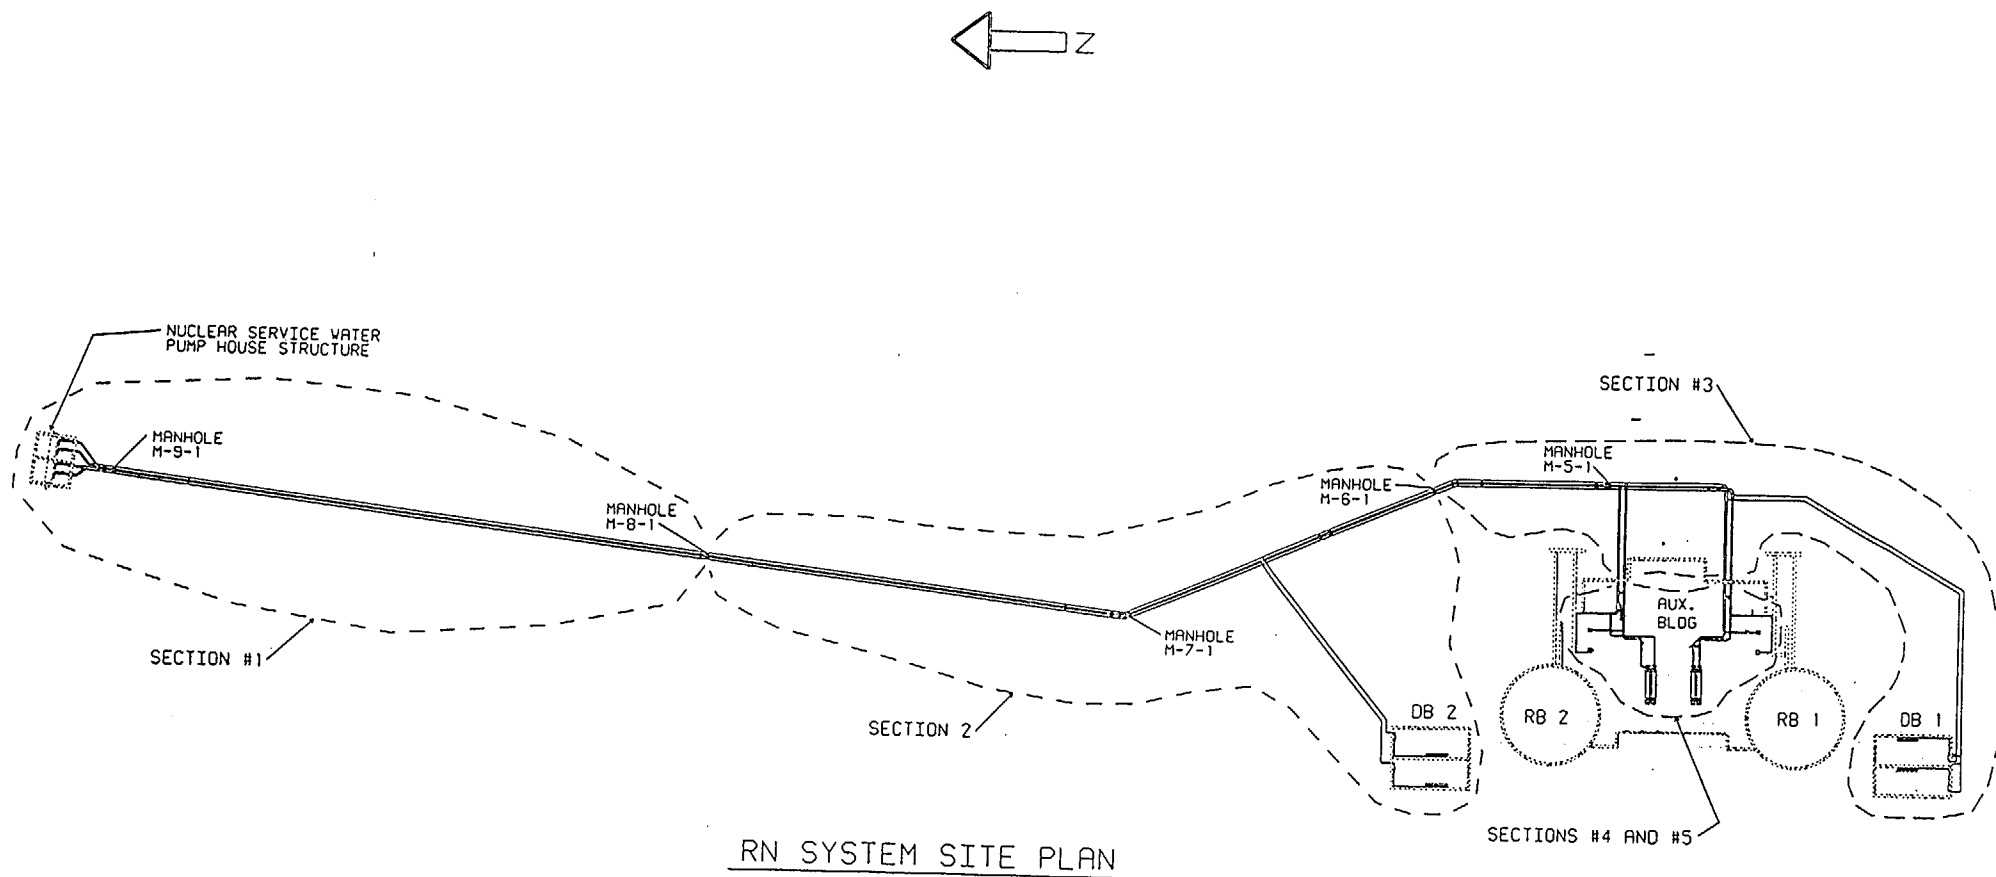 N
NUCLEAR SERVICE WATER
PUMP HOUSE STRUCTURE
SECTION #3
MANHOLE
M-9-1
MANHOLE
M-5-1
MANHOLE
M-6-1
MANHOLE
M-8-1
AUX.
BLDG
MANHOLE
M-7-1
SECTION #1
SECTION 2
DB 2
RB 2
RB 1
DB 1
SECTIONS #4 AND #5
RN SYSTEM SITE PLAN